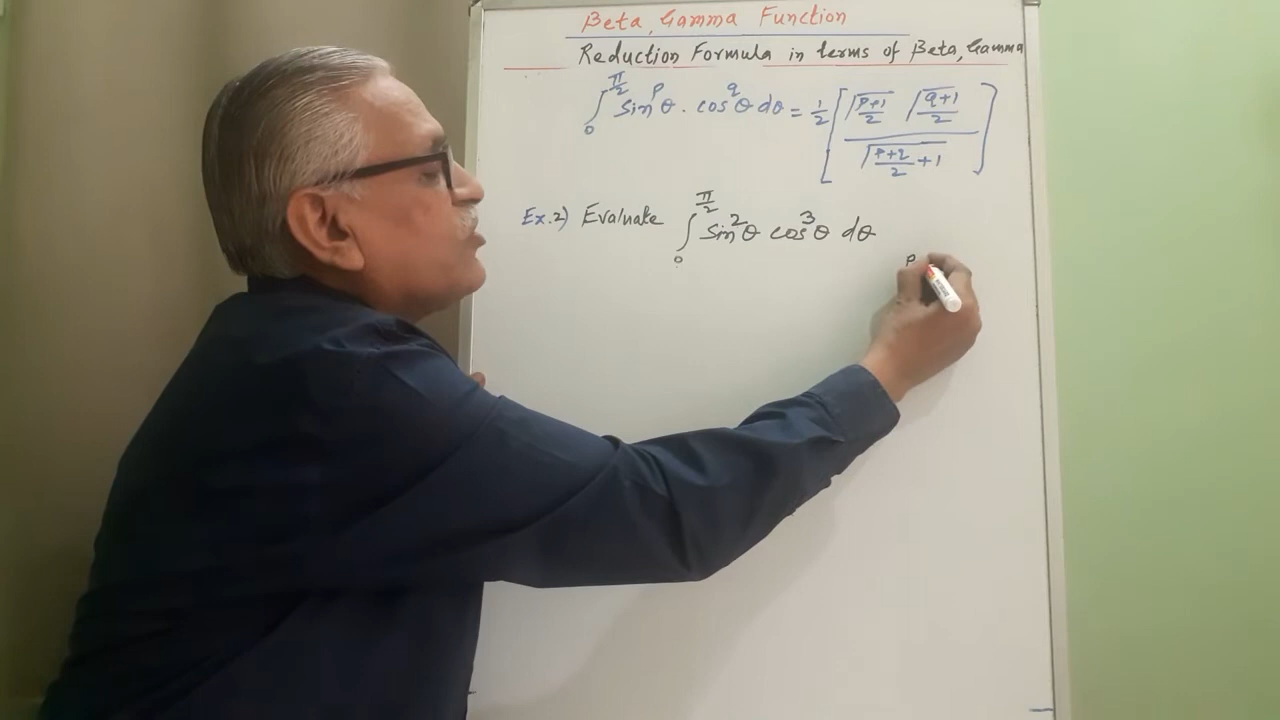 Beta, Gamma Function
Reduction Formula in terms of Beta, Gamma
∫₀^(π/2) sin^p θ . cos^q θ dθ = 1/2 [ Γ(p+1)/2 Γ(q+1)/2 / Γ(p+q)/2 + 1 ]
Ex.2) Evaluate ∫₀^(π/2) sin²θ cos³θ dθ
P